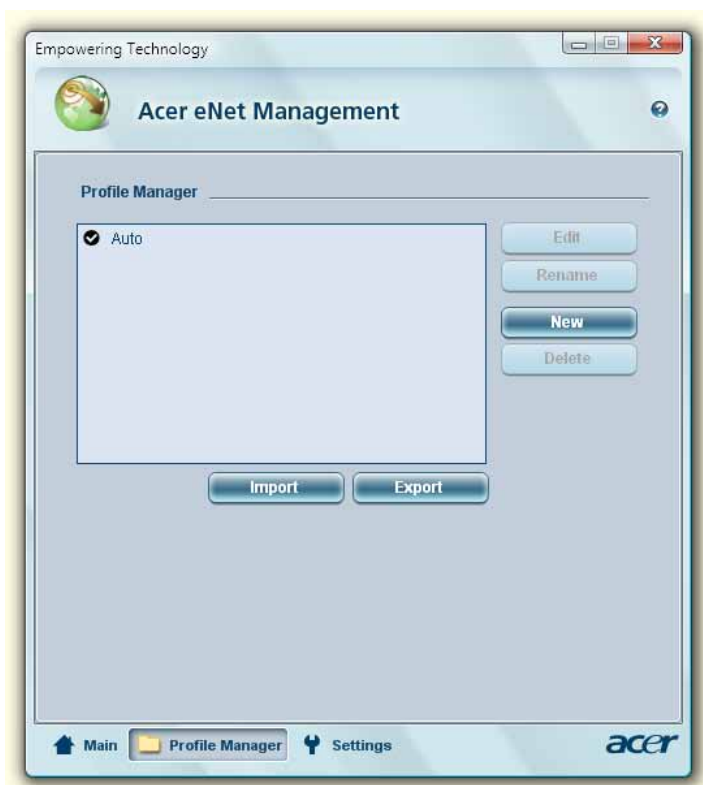 Empowering Technology
Acer eNet Management
Profile Manager
Auto
Edit
Rename
New
Delete
Import Export
Main Profile Manager Settings acer